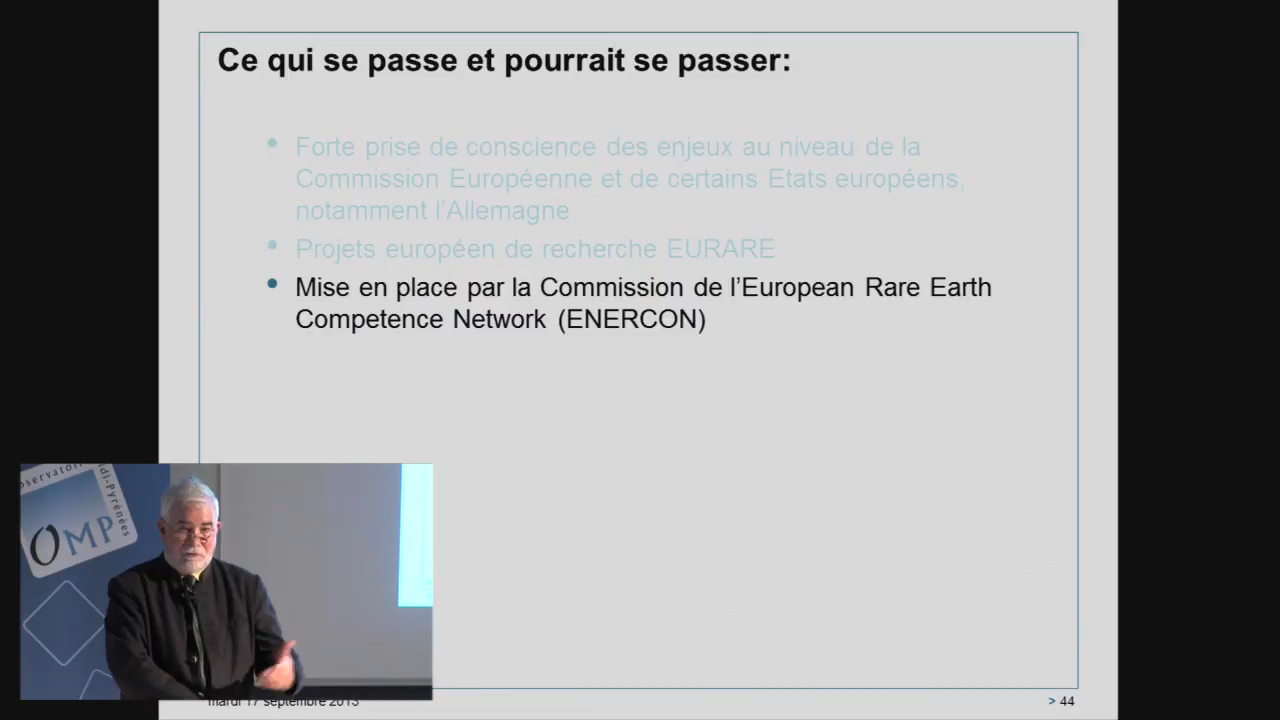 Ce qui se passe et pourrait se passer:
• Forte prise de conscience des enjeux au niveau de la
Commission Européenne et de certains Etats européens,
notamment l’Allemagne
• Projets européen de recherche EURARE
• Mise en place par la Commission de l’European Rare Earth
Competence Network (ENERCON)
Midi-Pyrénées
OMP
mardi 17 septembre 2013
> 44